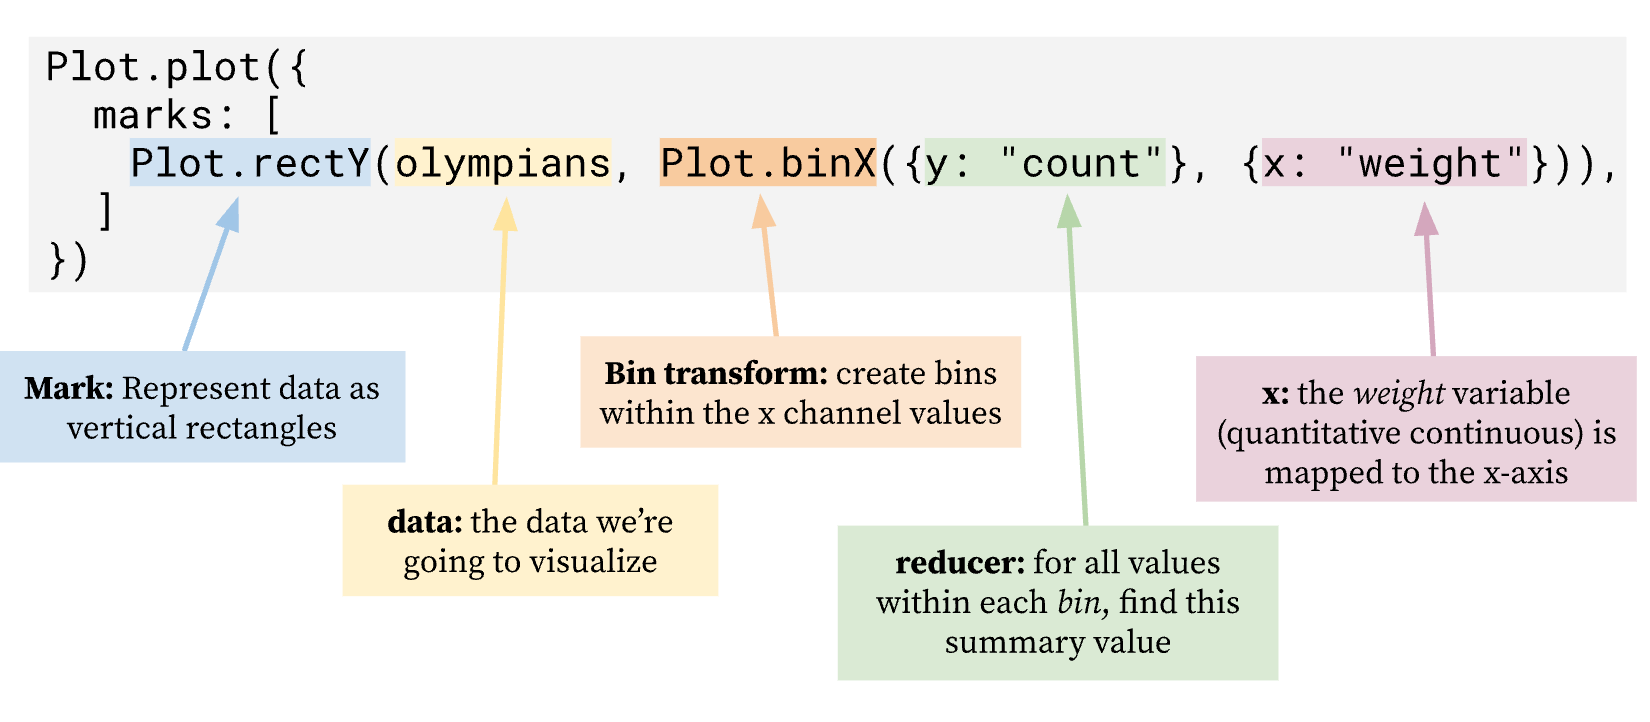 Plot.plot({
marks: [
Plot.rectY(olympians, Plot.binX({y: "count"}, {x: "weight"})),
]
})
Mark: Represent data as
vertical rectangles
data: the data we’re
going to visualize
Bin transform: create bins
within the x channel values
reducer: for all values
within each bin, find this
summary value
x: the weight variable
(quantitative continuous) is
mapped to the x-axis